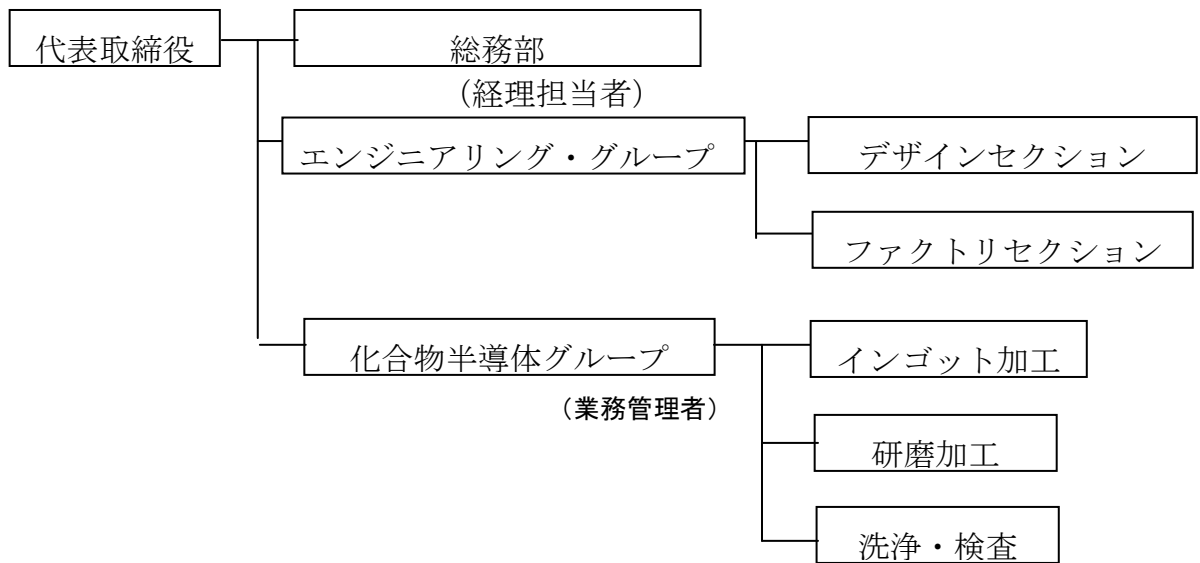 代表取締役
総務部
（経理担当者）
エンジニアリング・グループ
デザインセクション
ファクトリセクション
化合物半導体グループ
（業務管理者）
インゴット加工
研磨加工
洗浄・検査